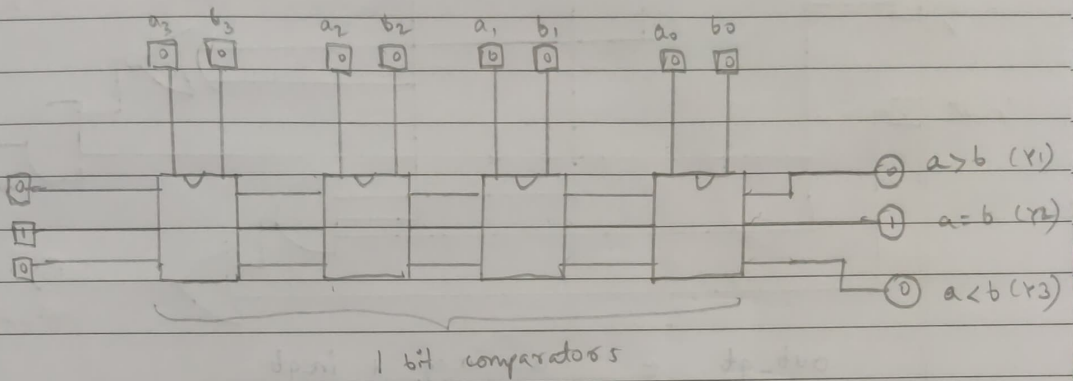 a3 b3 a2 b2 a1 b1 a0 b0
0 0 0 0 0 0 0 0
0 0 a>b (Y1)
1 1 a=b (Y2)
0 0 a<b (Y3)
1 bit comparators